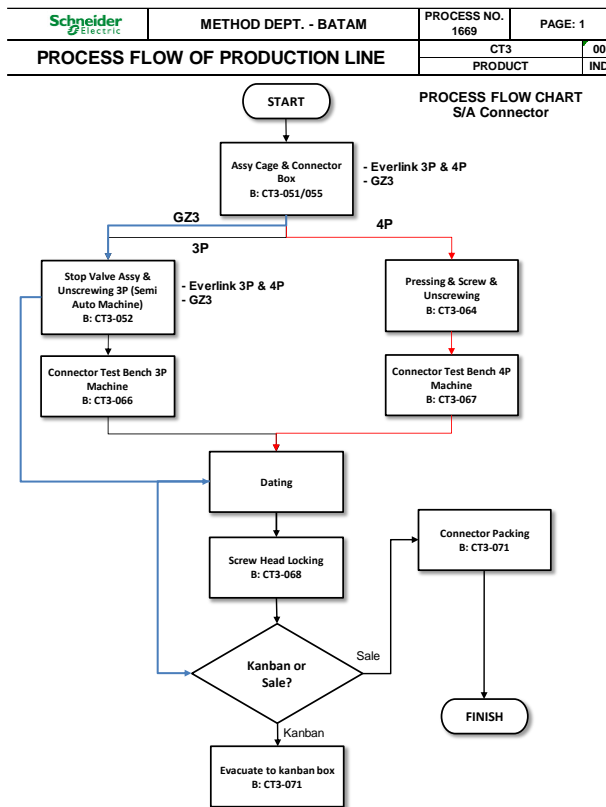 Schneider
Electric
METHOD DEPT. - BATAM
PROCESS NO.
1669
PAGE: 1
PROCESS FLOW OF PRODUCTION LINE
CT3
00
PRODUCT
IND
START
PROCESS FLOW CHART
S/A Connector
Assy Cage & Connector
Box
B: CT3-051/055
- Everlink 3P & 4P
- GZ3
GZ3
3P
4P
Stop Valve Assy &
Unscrewing 3P (Semi
Auto Machine)
B: CT3-052
- Everlink 3P & 4P
- GZ3
Pressing & Screw &
Unscrewing
B: CT3-064
Connector Test Bench 3P
Machine
B: CT3-066
Connector Test Bench 4P
Machine
B: CT3-067
Dating
Connector Packing
B: CT3-071
Screw Head Locking
B: CT3-068
Kanban or
Sale?
Sale
FINISH
Kanban
Evacuate to kanban box
B: CT3-071